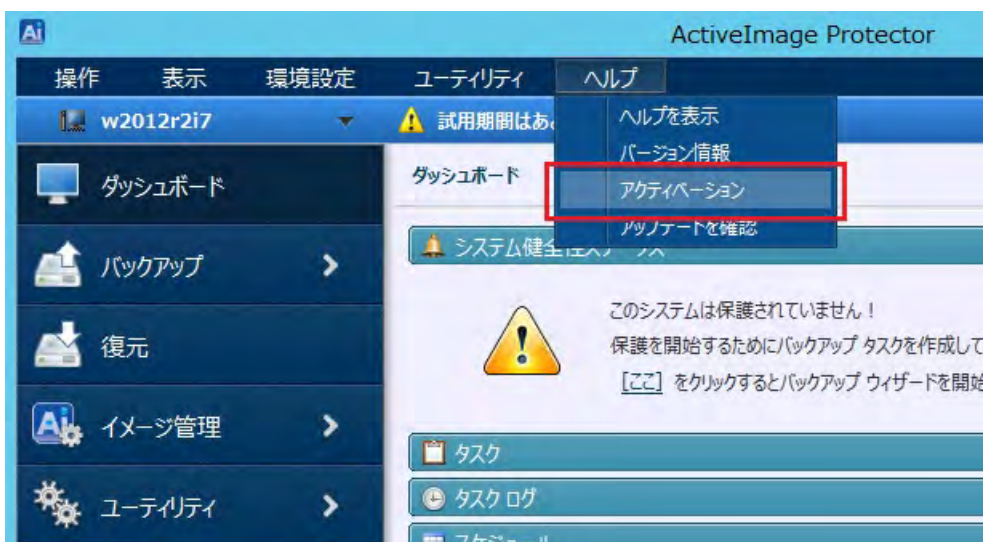 Ai
ActiveImage Protector
操作 表示 環境設定 ユーティリティ ヘルプ
w2012r2i7
試用期間はあ
ヘルプを表示
バージョン情報
アクティベーション
アップデートを確認
ダッシュボード
バックアップ
復元
Ai イメージ管理
ユーティリティ
ダッシュボード
システム健全性ステータス
このシステムは保護されていません!
保護を開始するためにバックアップ タスクを作成して
[ここ] をクリックするとバックアップ ウィザードを開始
タスク
タスク ログ
スケジュール